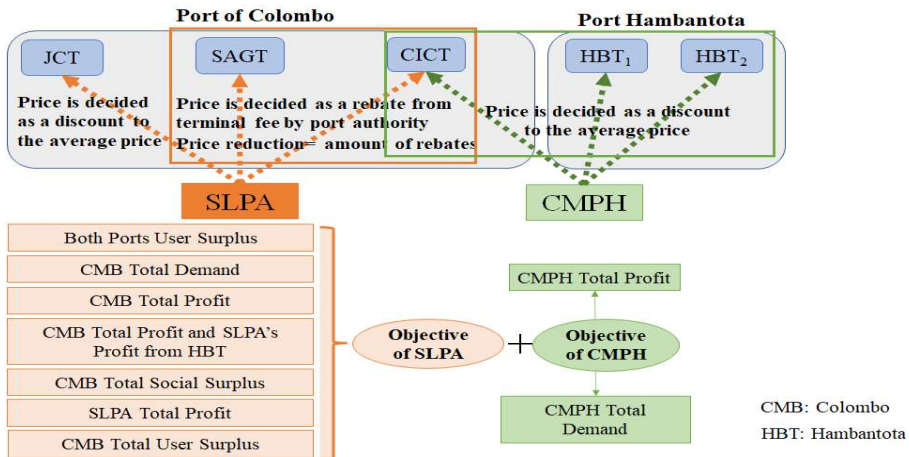 Port of Colombo
Port Hambantota
JCT
SAGT
CICT
HBT1
HBT2
Price is decided
as a discount to
the average price
Price is decided as a rebate from
terminal fee by port authority
Price reduction= amount of rebates
Price is decided as a discount
to the average price
SLPA
CMPH
Both Ports User Surplus
CMB Total Demand
CMB Total Profit
CMB Total Profit and SLPA's
Profit from HBT
CMB Total Social Surplus
SLPA Total Profit
CMB Total User Surplus
Objective
of SLPA
+
Objective
of CMPH
CMPH Total Profit
CMPH Total
Demand
CMB: Colombo
HBT: Hambantota